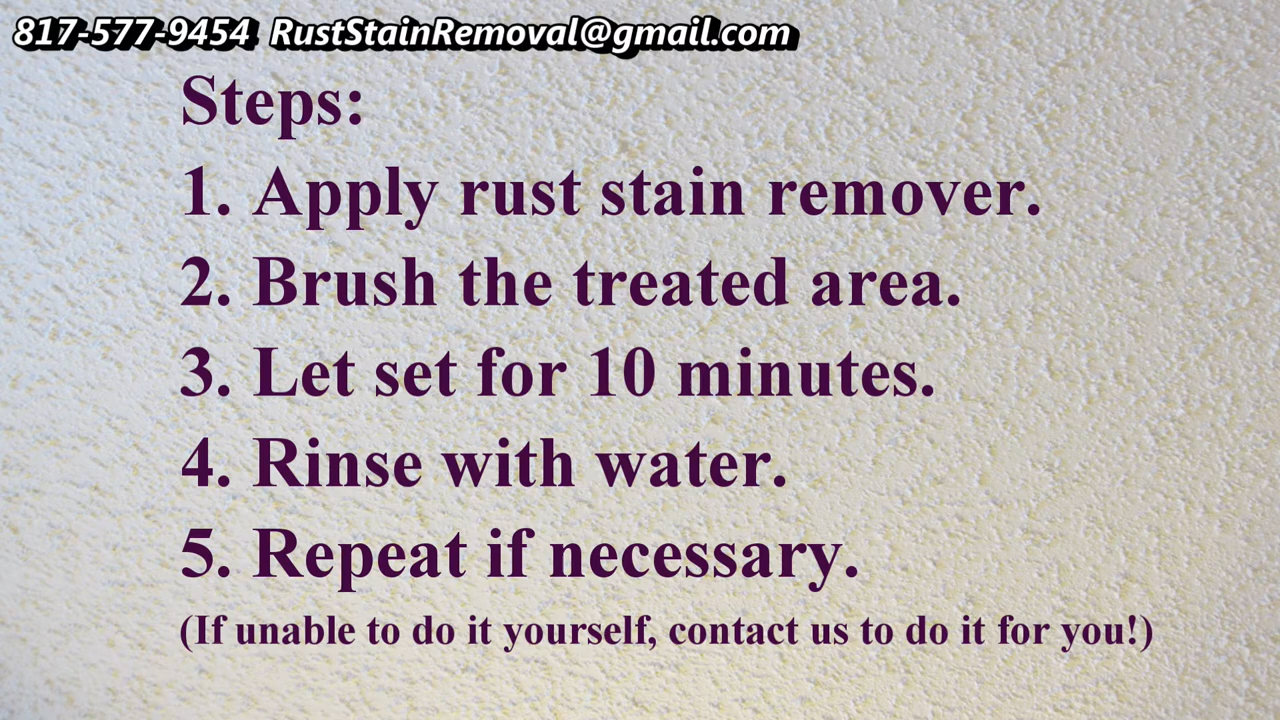 817-577-9454 RustStainRemoval@gmail.com
Steps:
1. Apply rust stain remover.
2. Brush the treated area.
3. Let set for 10 minutes.
4. Rinse with water.
5. Repeat if necessary.
(If unable to do it yourself, contact us to do it for you!)